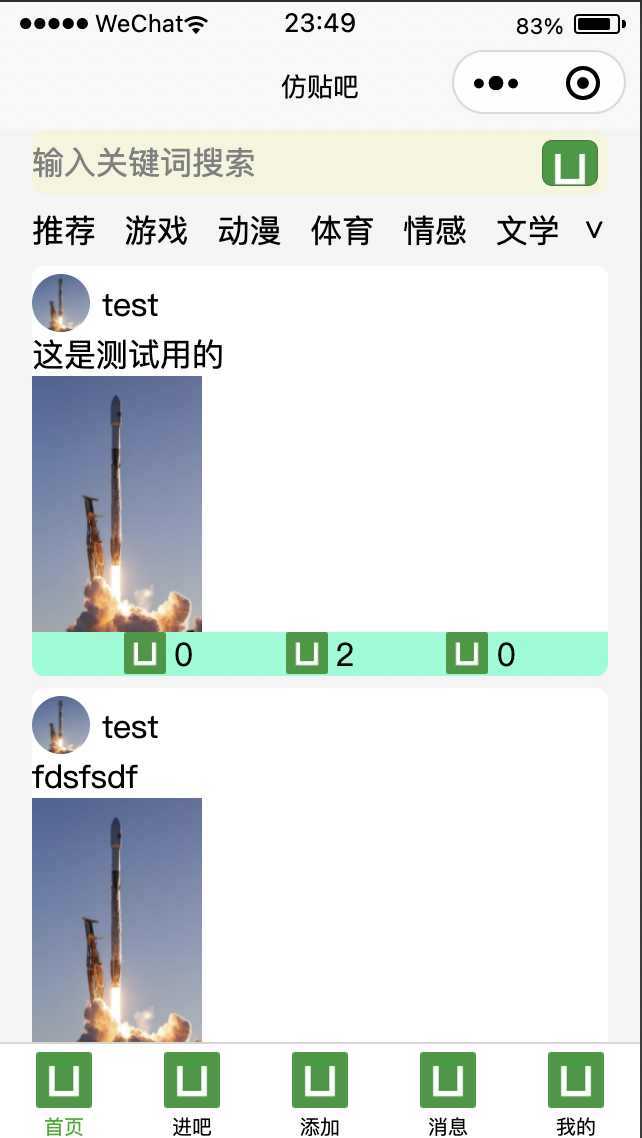 WeChat 23:49 83%
仿贴吧
输入关键词搜索
推荐 游戏 动漫 体育 情感 文学 ∨
test
这是测试用的
0 2 0
test
fdsfsdf
首页 进吧 添加 消息 我的